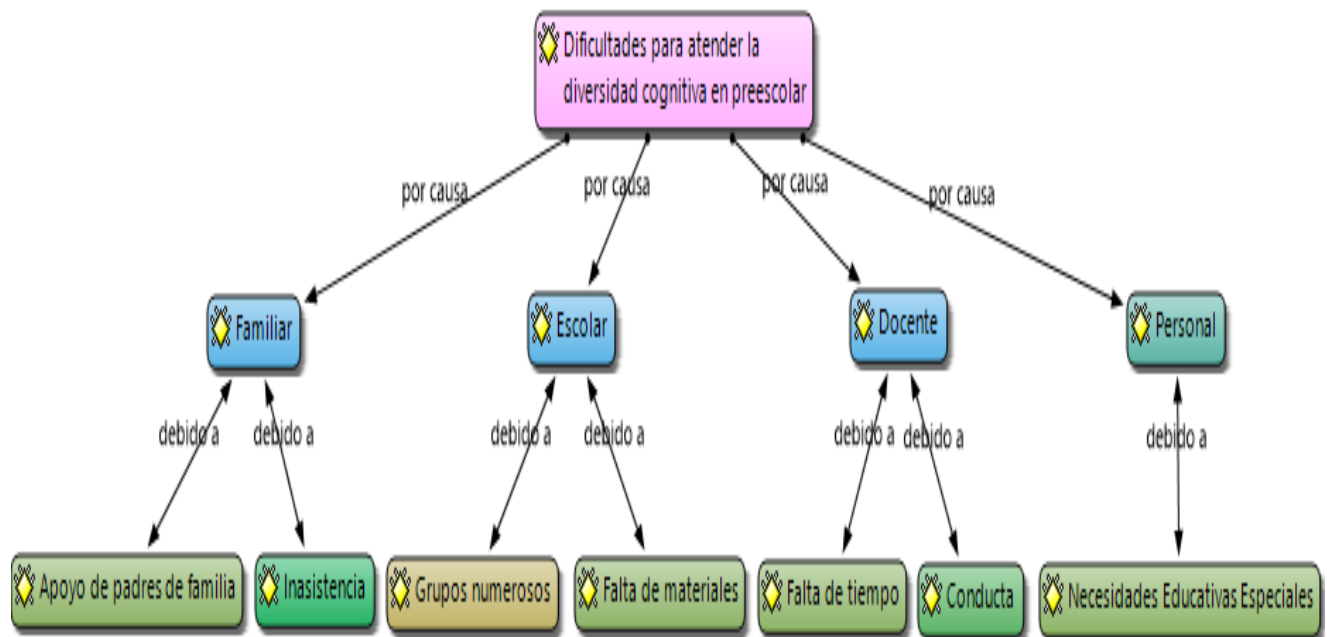 Dificultades para atender la
diversidad cognitiva en preescolar
por causa
por causa
por causa
por causa
Familiar
Escolar
Docente
Personal
debido a
debido a
debido a
debido a
debido a
debido a
debido a
Apoyo de padres de familia
Inasistencia
Grupos numerosos
Falta de materiales
Falta de tiempo
Conducta
Necesidades Educativas Especiales